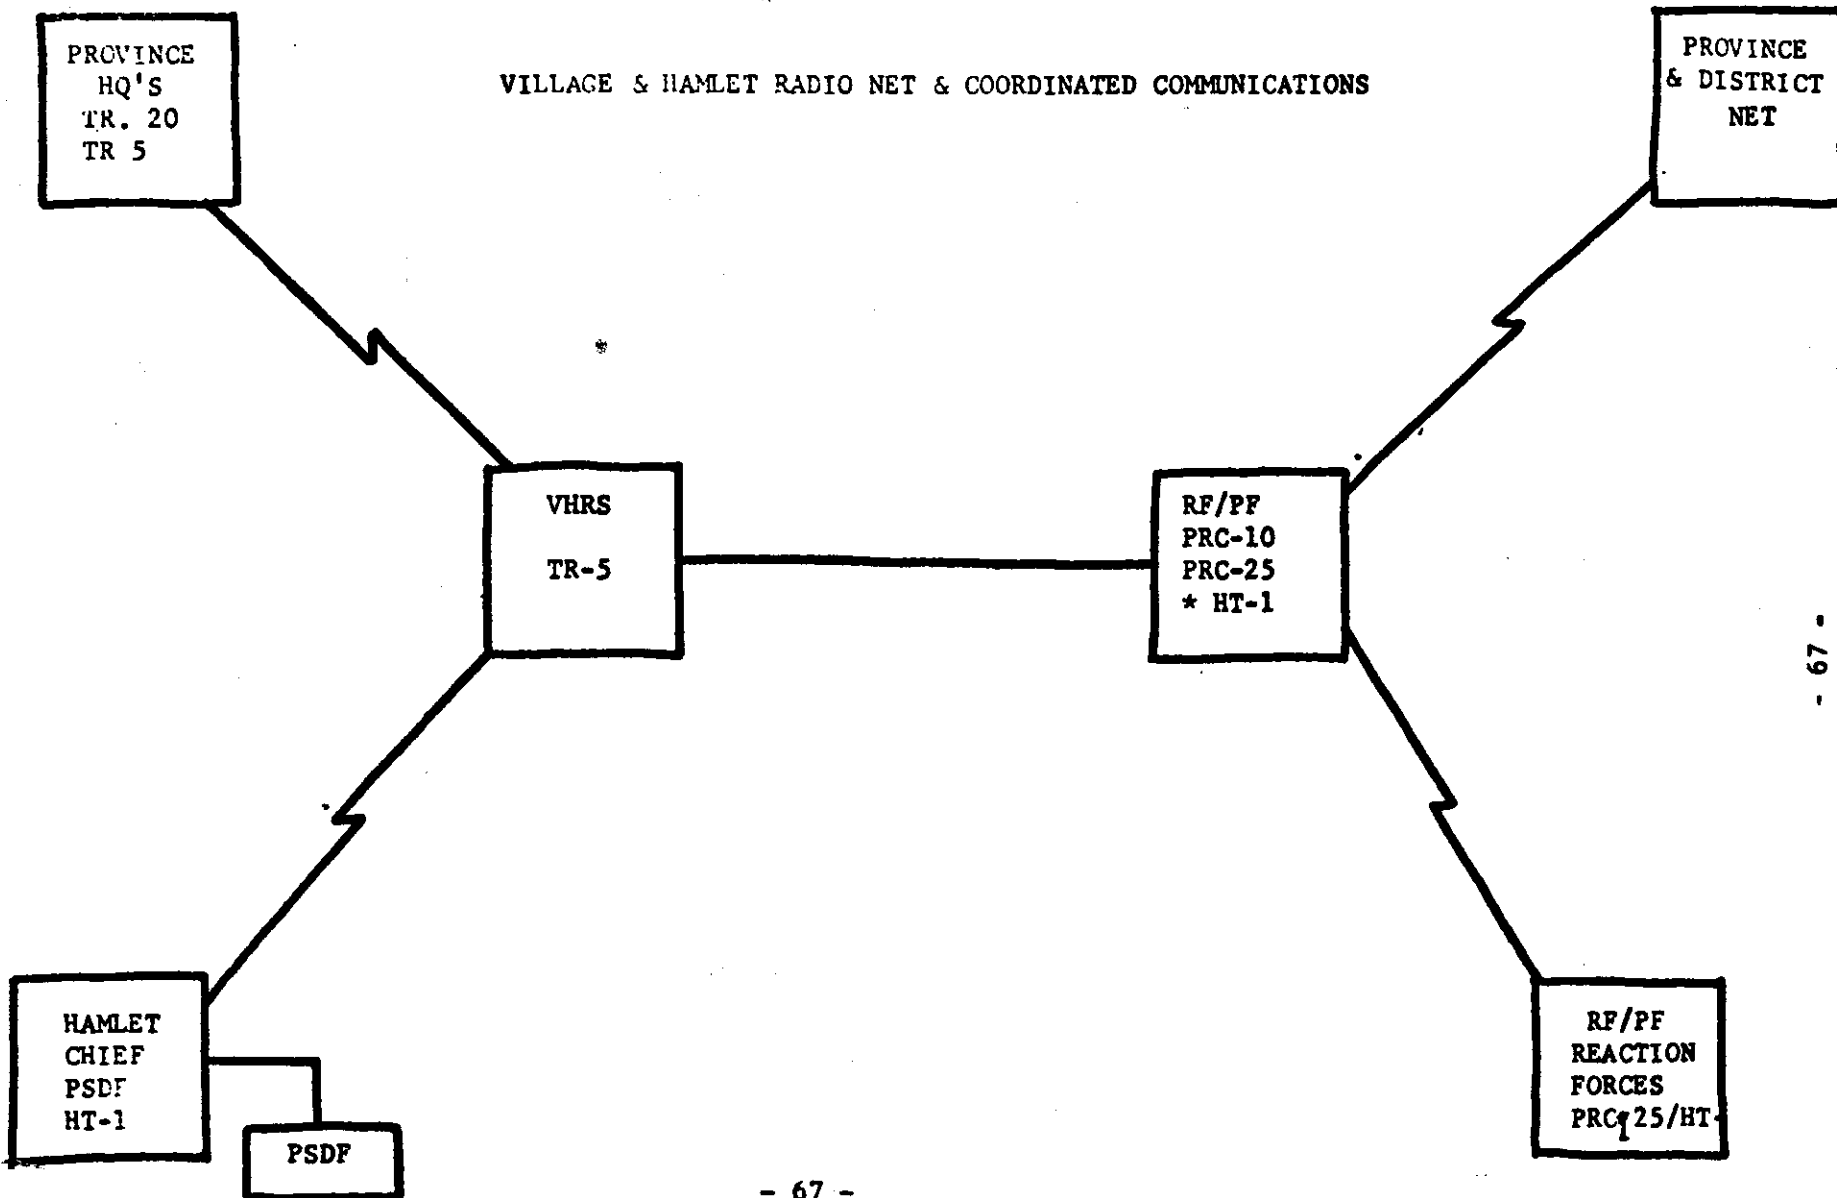 PROVINCE
HQ'S
TR. 20
TR 5
VILLAGE & HAMLET RADIO NET & COORDINATED COMMUNICATIONS
PROVINCE
& DISTRICT
NET
VHRS
TR-5
RF/PF
PRC-10
PRC-25
* HT-1
- 67 -
HAMLET
CHIEF
PSDF
HT-1
PSDF
RF/PF
REACTION
FORCES
PRC 25/HT-
1
- 67 -